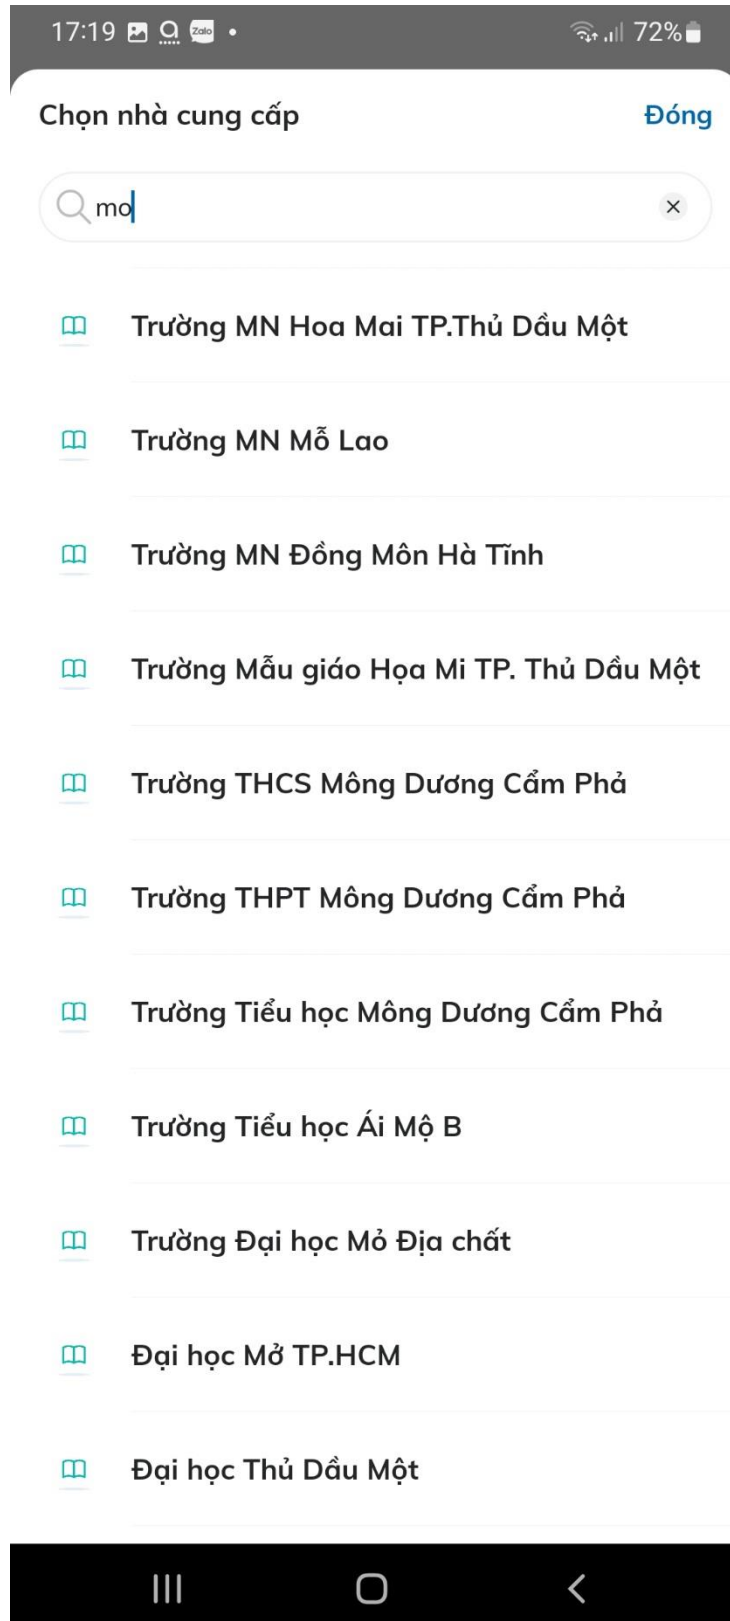 17:19 Zalo 72%
Chọn nhà cung cấp Đóng
mo
Trường MN Hoa Mai TP.Thủ Dầu Một
Trường MN Mỗ Lao
Trường MN Đồng Môn Hà Tĩnh
Trường Mẫu giáo Họa Mi TP. Thủ Dầu Một
Trường THCS Mông Dương Cẩm Phả
Trường THPT Mông Dương Cẩm Phả
Trường Tiểu học Mông Dương Cẩm Phả
Trường Tiểu học Ái Mộ B
Trường Đại học Mỏ Địa chất
Đại học Mở TP.HCM
Đại học Thủ Dầu Một